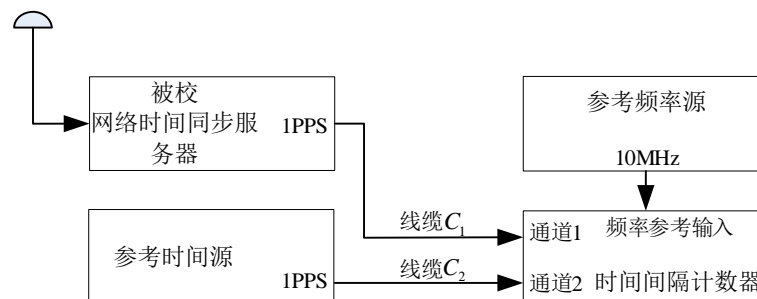 被校
网络时间同步服
务器
1PPS
参考频率源
10MHz
参考时间源
1PPS
线缆C₁
线缆C₂
通道1
频率参考输入
通道2
时间间隔计数器